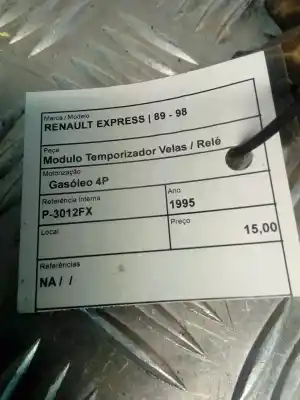 Marca / Modelo
RENAULT EXPRESS | 89 - 98
Peça
Modulo Temporizador Velas / Relé
Motorização
Gasóleo 4P
Referência Interna
P-3012FX
Ano
1995
Local
Preço
15,00
Referências
NA / /